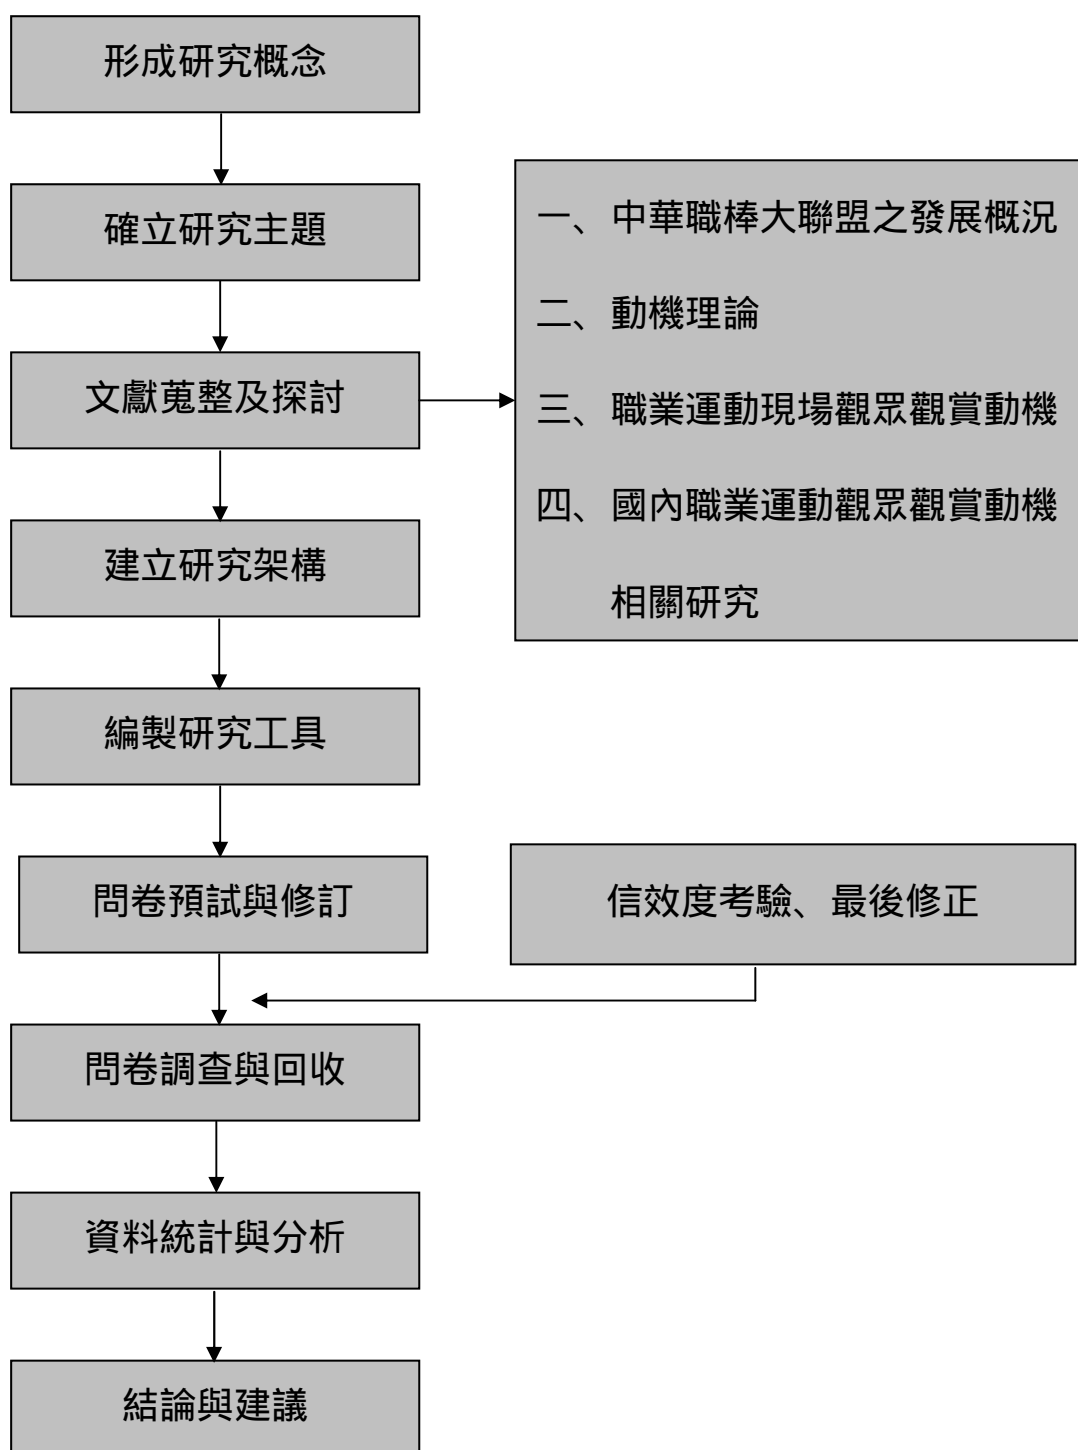 形成研究概念
確立研究主題
文獻蒐整及探討
一、中華職棒大聯盟之發展概況
二、動機理論
三、職業運動現場觀眾觀賞動機
四、國內職業運動觀眾觀賞動機
相關研究
建立研究架構
編製研究工具
問卷預試與修訂
信效度考驗、最後修正
問卷調查與回收
資料統計與分析
結論與建議